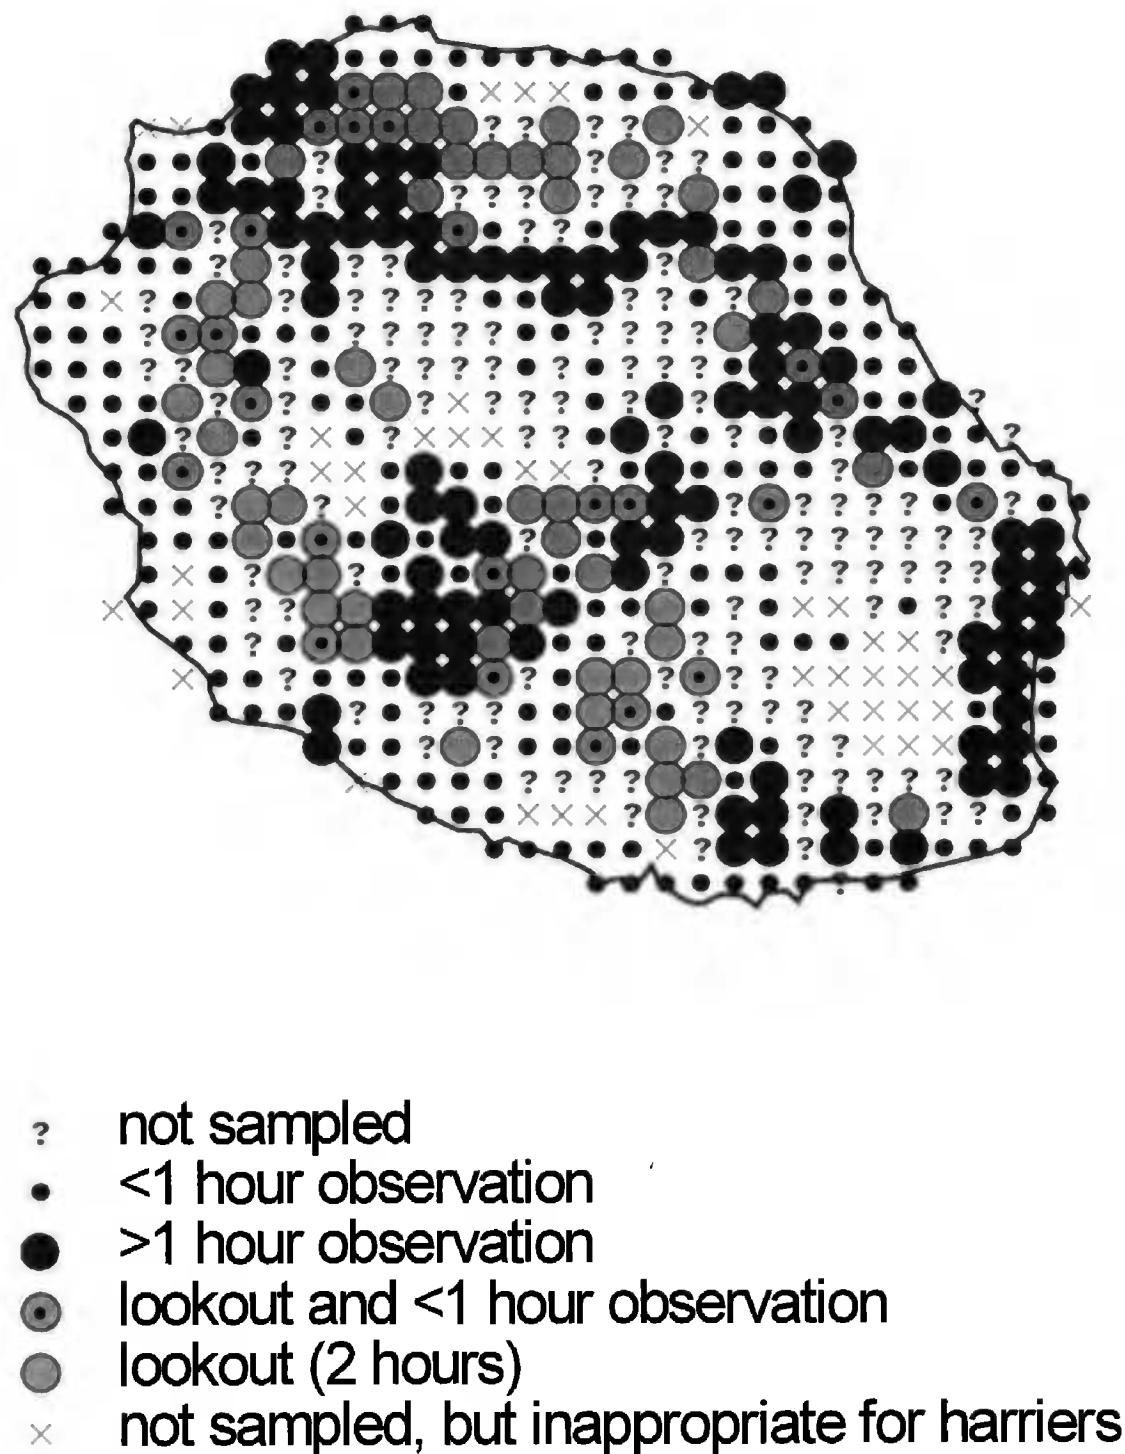 ? not sampled
<1 hour observation
>1 hour observation
lookout and <1 hour observation
lookout (2 hours)
× not sampled, but inappropriate for harriers